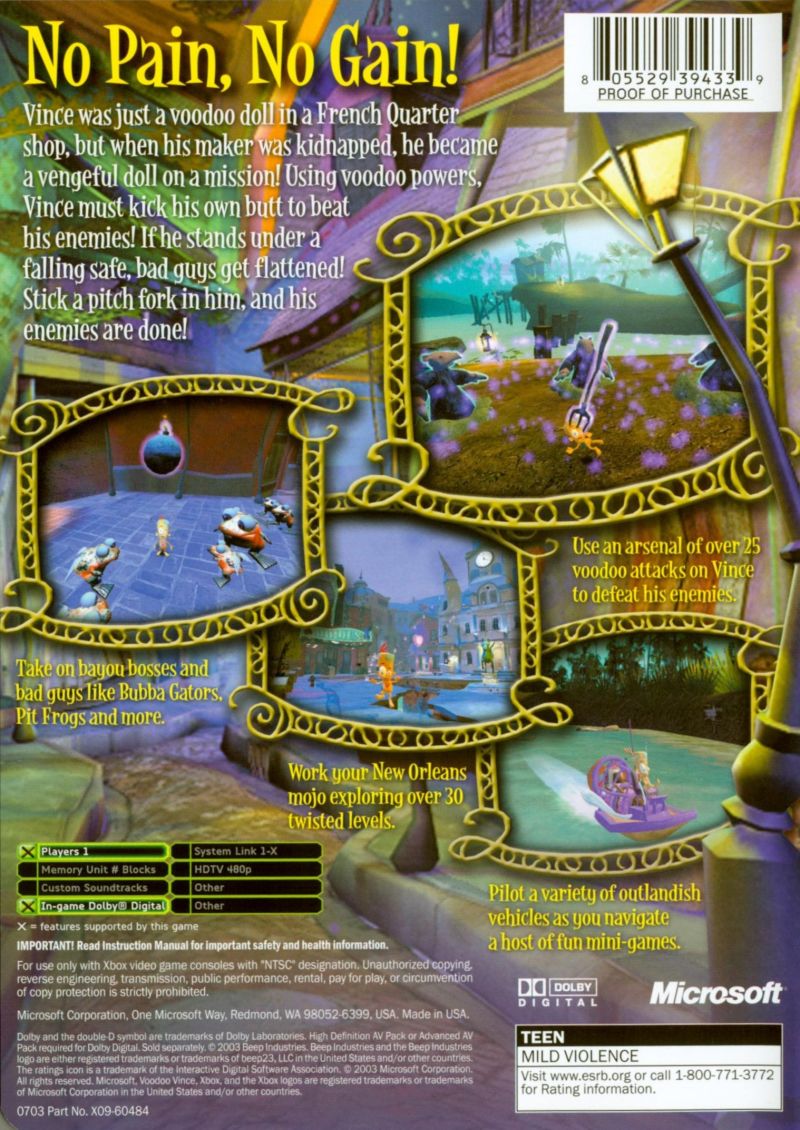 No Pain, No Gain!
Vince was just a voodoo doll in a French Quarter
shop, but when his maker was kidnapped, he became
a vengeful doll on a mission! Using voodoo powers,
Vince must kick his own butt to beat
his enemies! If he stands under a
falling safe, bad guys get flattened!
Stick a pitch fork in him, and his
enemies are done!
8 05529 39433 9
PROOF OF PURCHASE
Use an arsenal of over 25
voodoo attacks on Vince
to defeat his enemies.
Take on bayou bosses and
bad guys like Bubba Gators,
Pit Frogs and more.
Work your New Orleans
mojo exploring over 30
twisted levels.
Pilot a variety of outlandish
vehicles as you navigate
a host of fun mini-games.
X Players 1
System Link 1-X
Memory Unit # Blocks
HDTV 480p
Custom Soundtracks
Other
X In-game Dolby® Digital
Other
X = features supported by this game
IMPORTANT! Read Instruction Manual for important safety and health information.
For use only with Xbox video game consoles with "NTSC" designation. Unauthorized copying,
reverse engineering, transmission, public performance, rental, pay for play, or circumvention
of copy protection is strictly prohibited.
Microsoft Corporation, One Microsoft Way, Redmond, WA 98052-6399, USA. Made in USA.
Dolby and the double-D symbol are trademarks of Dolby Laboratories. High Definition AV Pack or Advanced AV
Pack required for Dolby Digital. Sold separately. © 2003 Beep Industries. Beep Industries and the Beep Industries
logo are either registered trademarks or trademarks of beep23, LLC in the United States and/or other countries.
The ratings icon is a trademark of the Interactive Digital Software Association. © 2003 Microsoft Corporation.
All rights reserved. Microsoft, Voodoo Vince, Xbox, and the Xbox logos are registered trademarks or trademarks
of Microsoft Corporation in the United States and/or other countries.
0703 Part No. X09-60484
DOLBY
DIGITAL
Microsoft
TEEN
MILD VIOLENCE
Visit www.esrb.org or call 1-800-771-3772
for Rating information.